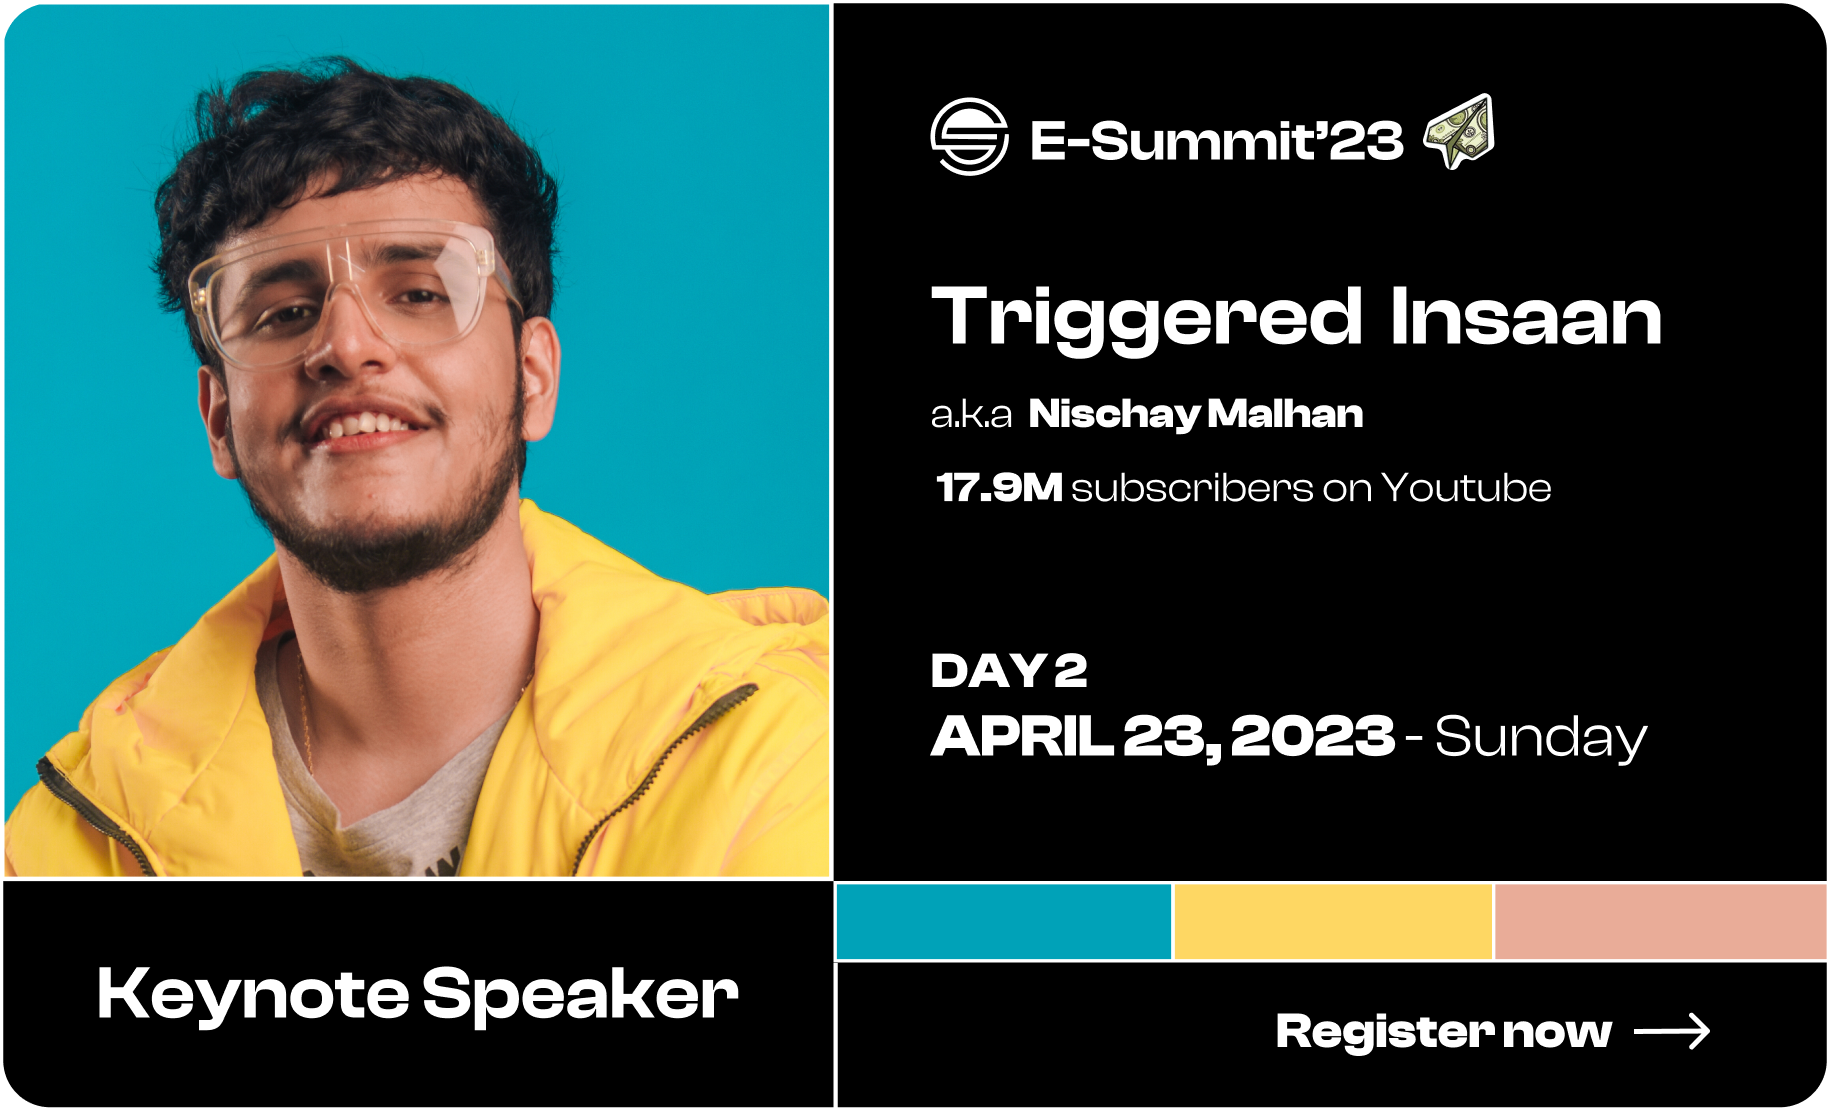 E-Summit’23
Triggered Insaan
a.k.a Nischay Malhan
17.9M subscribers on Youtube
DAY 2
APRIL 23, 2023 - Sunday
Keynote Speaker
Register now